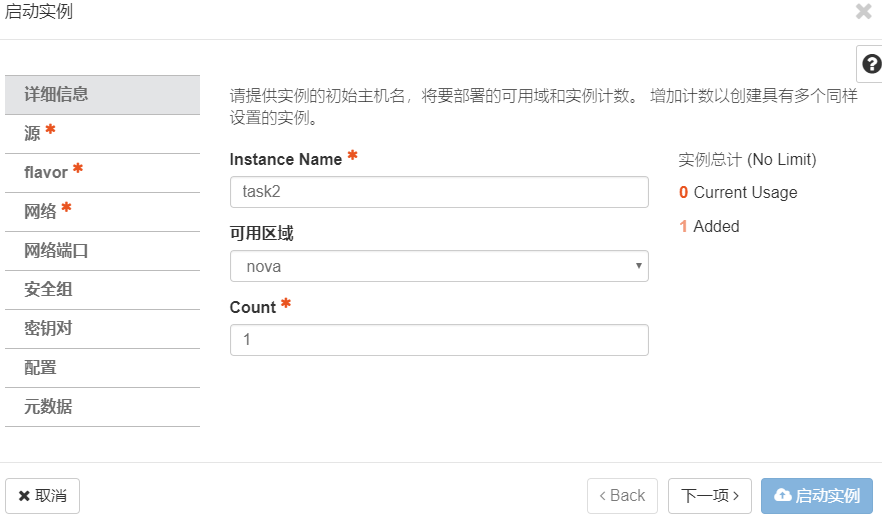 启动实例
详细信息
源 *
flavor *
网络 *
网络端口
安全组
密钥对
配置
元数据
请提供实例的初始主机名，将要部署的可用域和实例计数。 增加计数以创建具有多个同样
设置的实例。
Instance Name *
task2
可用区域
nova
Count *
1
实例总计 (No Limit)
0 Current Usage
1 Added
取消
< Back
下一项 >
启动实例